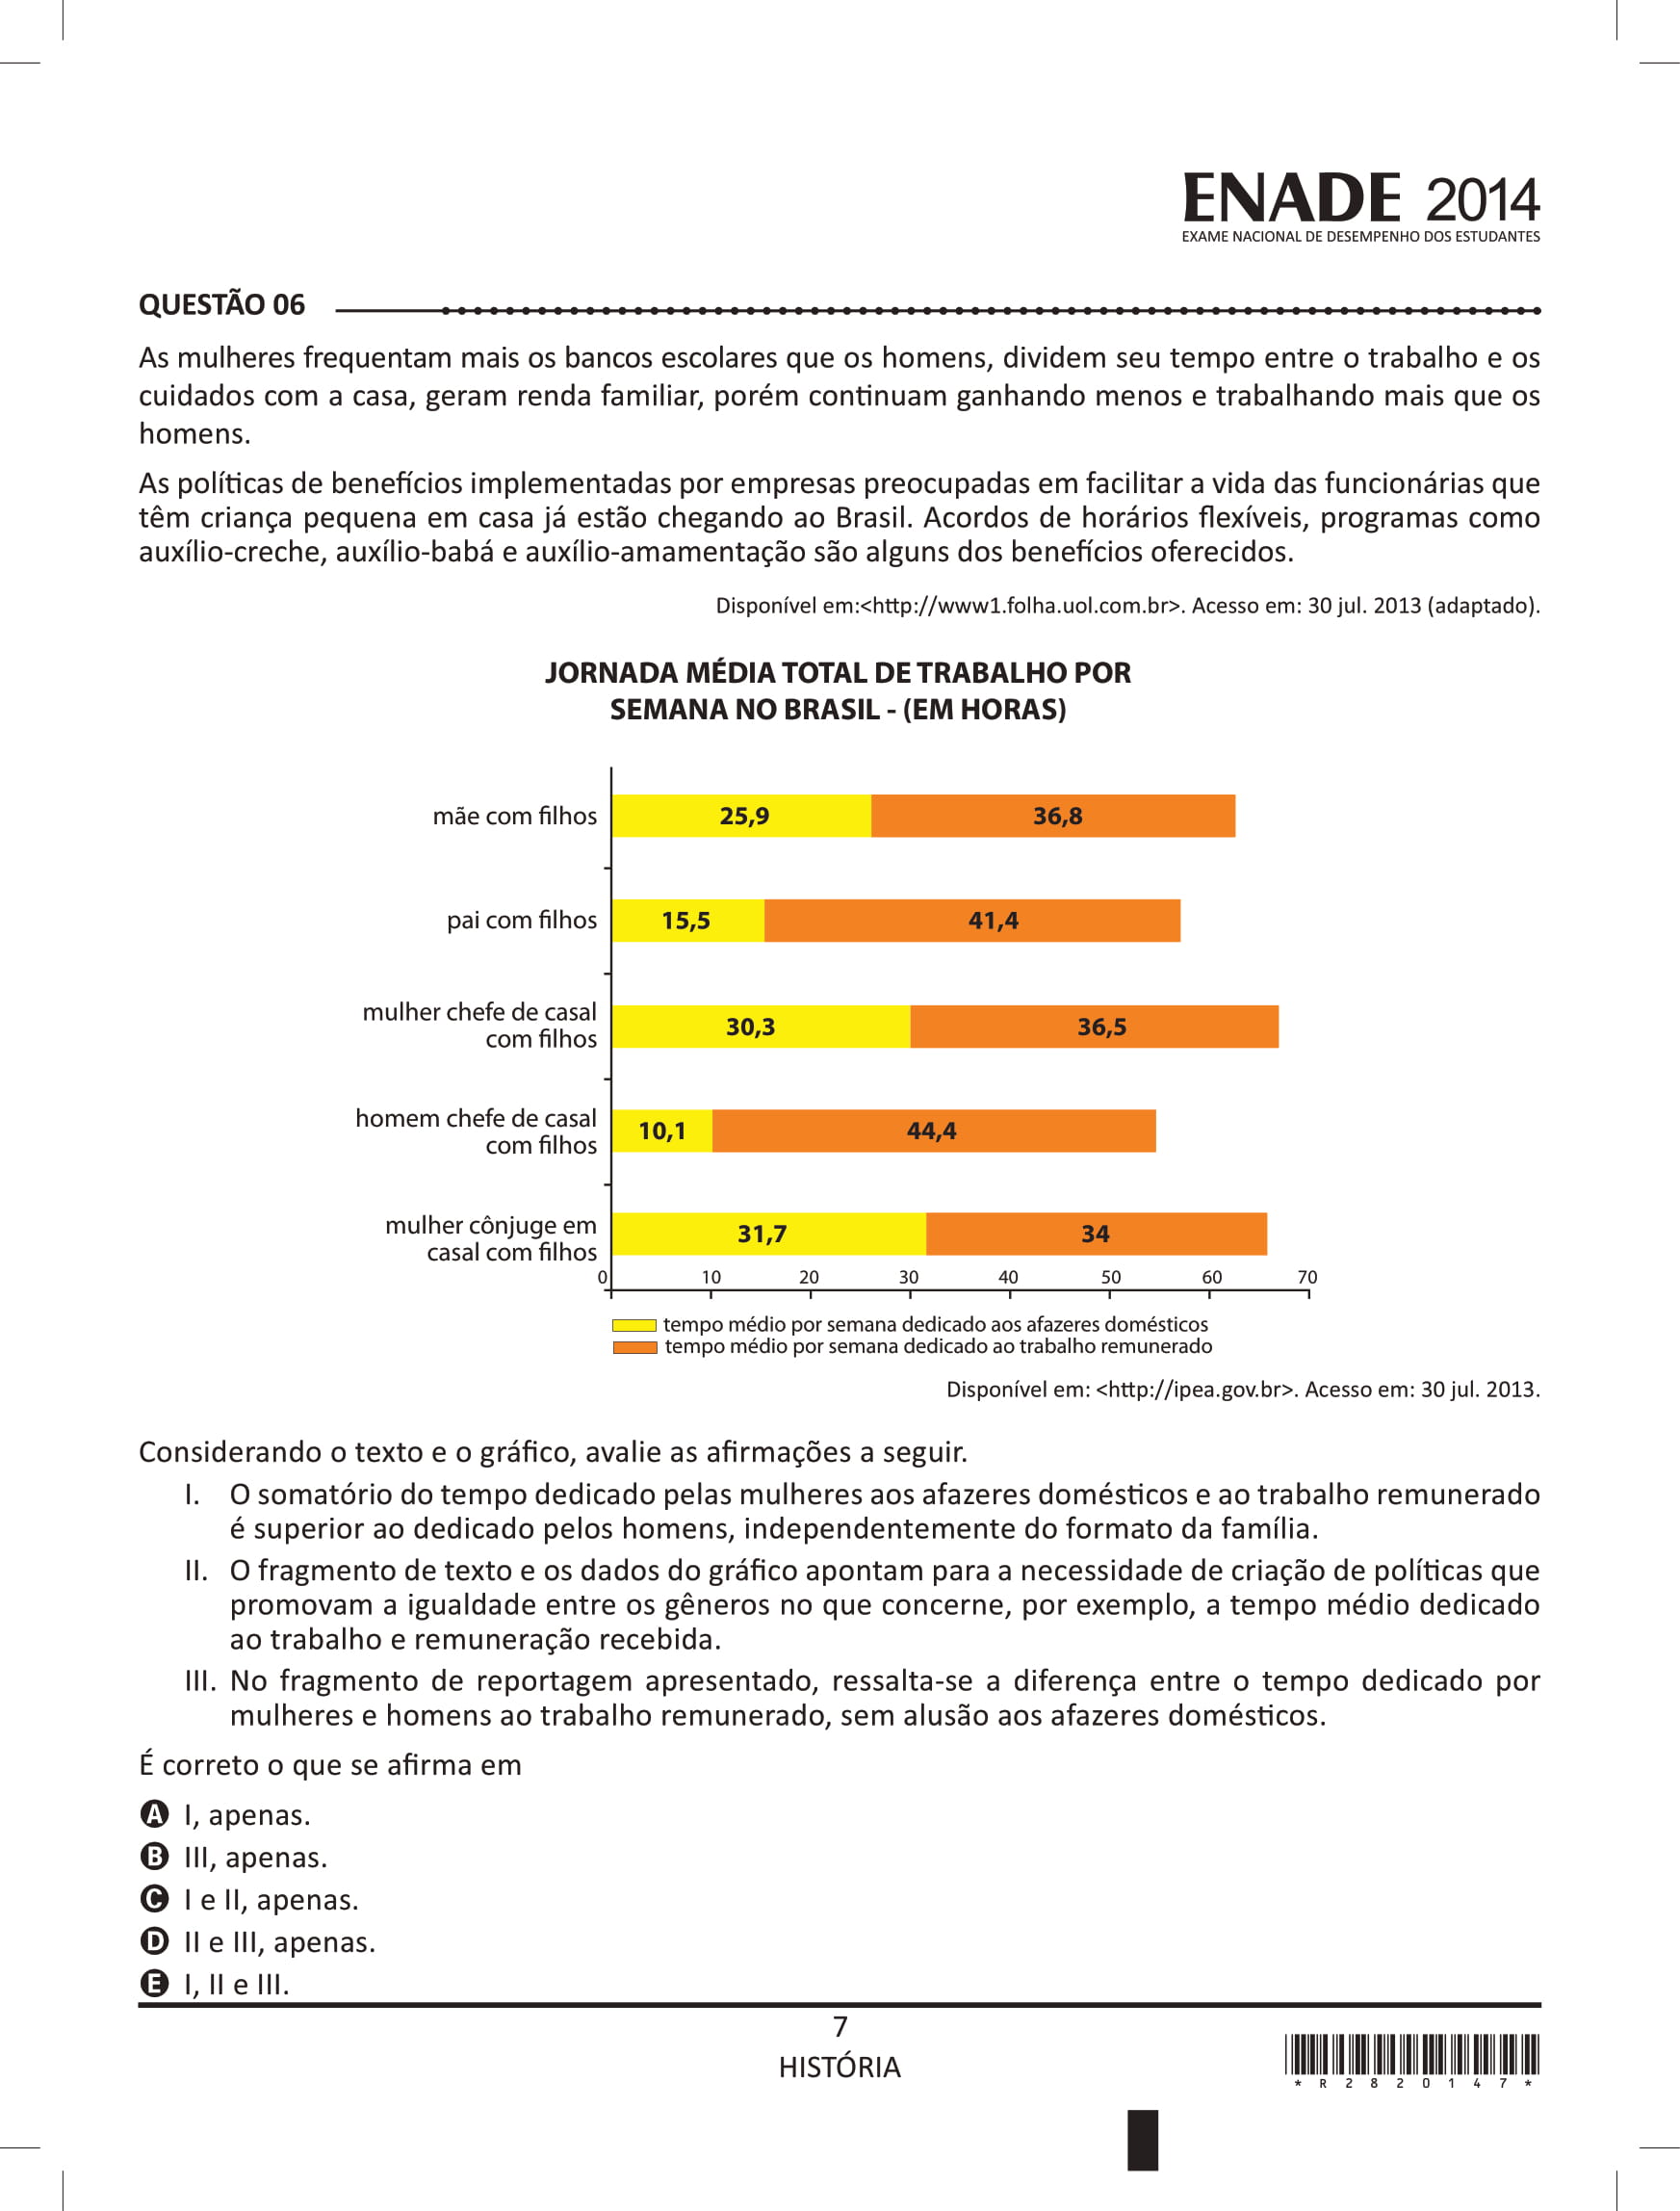 ENADE 2014
EXAME NACIONAL DE DESEMPENHO DOS ESTUDANTES
QUESTÃO 06
As mulheres frequentam mais os bancos escolares que os homens, dividem seu tempo entre o trabalho e os
cuidados com a casa, geram renda familiar, porém continuam ganhando menos e trabalhando mais que os
homens.
As políticas de benefícios implementadas por empresas preocupadas em facilitar a vida das funcionárias que
têm criança pequena em casa já estão chegando ao Brasil. Acordos de horários flexíveis, programas como
auxílio-creche, auxílio-babá e auxílio-amamentação são alguns dos benefícios oferecidos.
Disponível em:<http://www1.folha.uol.com.br>. Acesso em: 30 jul. 2013 (adaptado).
JORNADA MÉDIA TOTAL DE TRABALHO POR
SEMANA NO BRASIL - (EM HORAS)
mãe com filhos 25,9 36,8
pai com filhos 15,5 41,4
mulher chefe de casal
com filhos 30,3 36,5
homem chefe de casal
com filhos 10,1 44,4
mulher cônjuge em
casal com filhos 31,7 34
0 10 20 30 40 50 60 70
tempo médio por semana dedicado aos afazeres domésticos
tempo médio por semana dedicado ao trabalho remunerado
Disponível em: <http://ipea.gov.br>. Acesso em: 30 jul. 2013.
Considerando o texto e o gráfico, avalie as afirmações a seguir.
I. O somatório do tempo dedicado pelas mulheres aos afazeres domésticos e ao trabalho remunerado
é superior ao dedicado pelos homens, independentemente do formato da família.
II. O fragmento de texto e os dados do gráfico apontam para a necessidade de criação de políticas que
promovam a igualdade entre os gêneros no que concerne, por exemplo, a tempo médio dedicado
ao trabalho e remuneração recebida.
III. No fragmento de reportagem apresentado, ressalta-se a diferença entre o tempo dedicado por
mulheres e homens ao trabalho remunerado, sem alusão aos afazeres domésticos.
É correto o que se afirma em
A I, apenas.
B III, apenas.
C I e II, apenas.
D II e III, apenas.
E I, II e III.
7
HISTÓRIA
* R 2 8 2 0 1 4 7 *